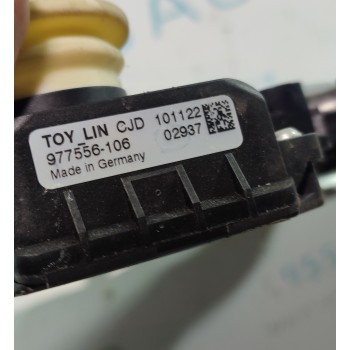 TOY_LIN CJD 101122
977556-106 02937
Made in Germany